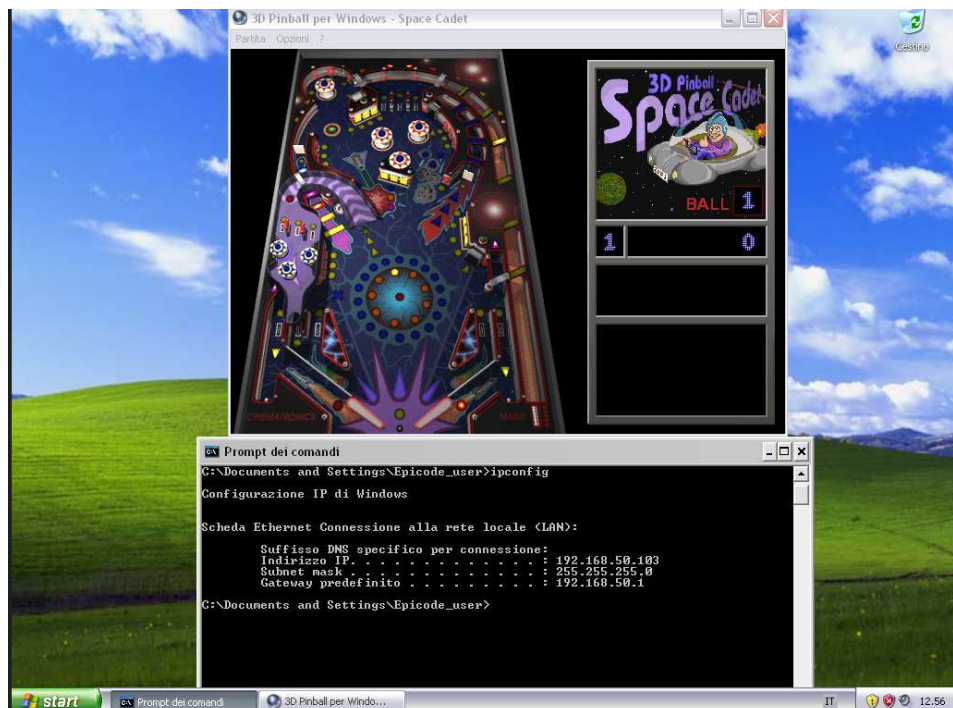 3D Pinball per Windows - Space Cadet
Partita Opzioni ?
Cestino
3D Pinball
Space Cadet
BALL 1
1 0
CINEMATRONICS MAXIS
Prompt dei comandi
C:\Documents and Settings\Epicode_user>ipconfig
Configurazione IP di Windows
Scheda Ethernet Connessione alla rete locale (LAN):
Suffisso DNS specifico per connessione:
Indirizzo IP. . . . . . . . . . . . . . : 192.168.50.103
Subnet mask . . . . . . . . . . . . . : 255.255.255.0
Gateway predefinito . . . . . . . . . : 192.168.50.1
C:\Documents and Settings\Epicode_user>
start Prompt dei comandi 3D Pinball per Windo... IT 12.56